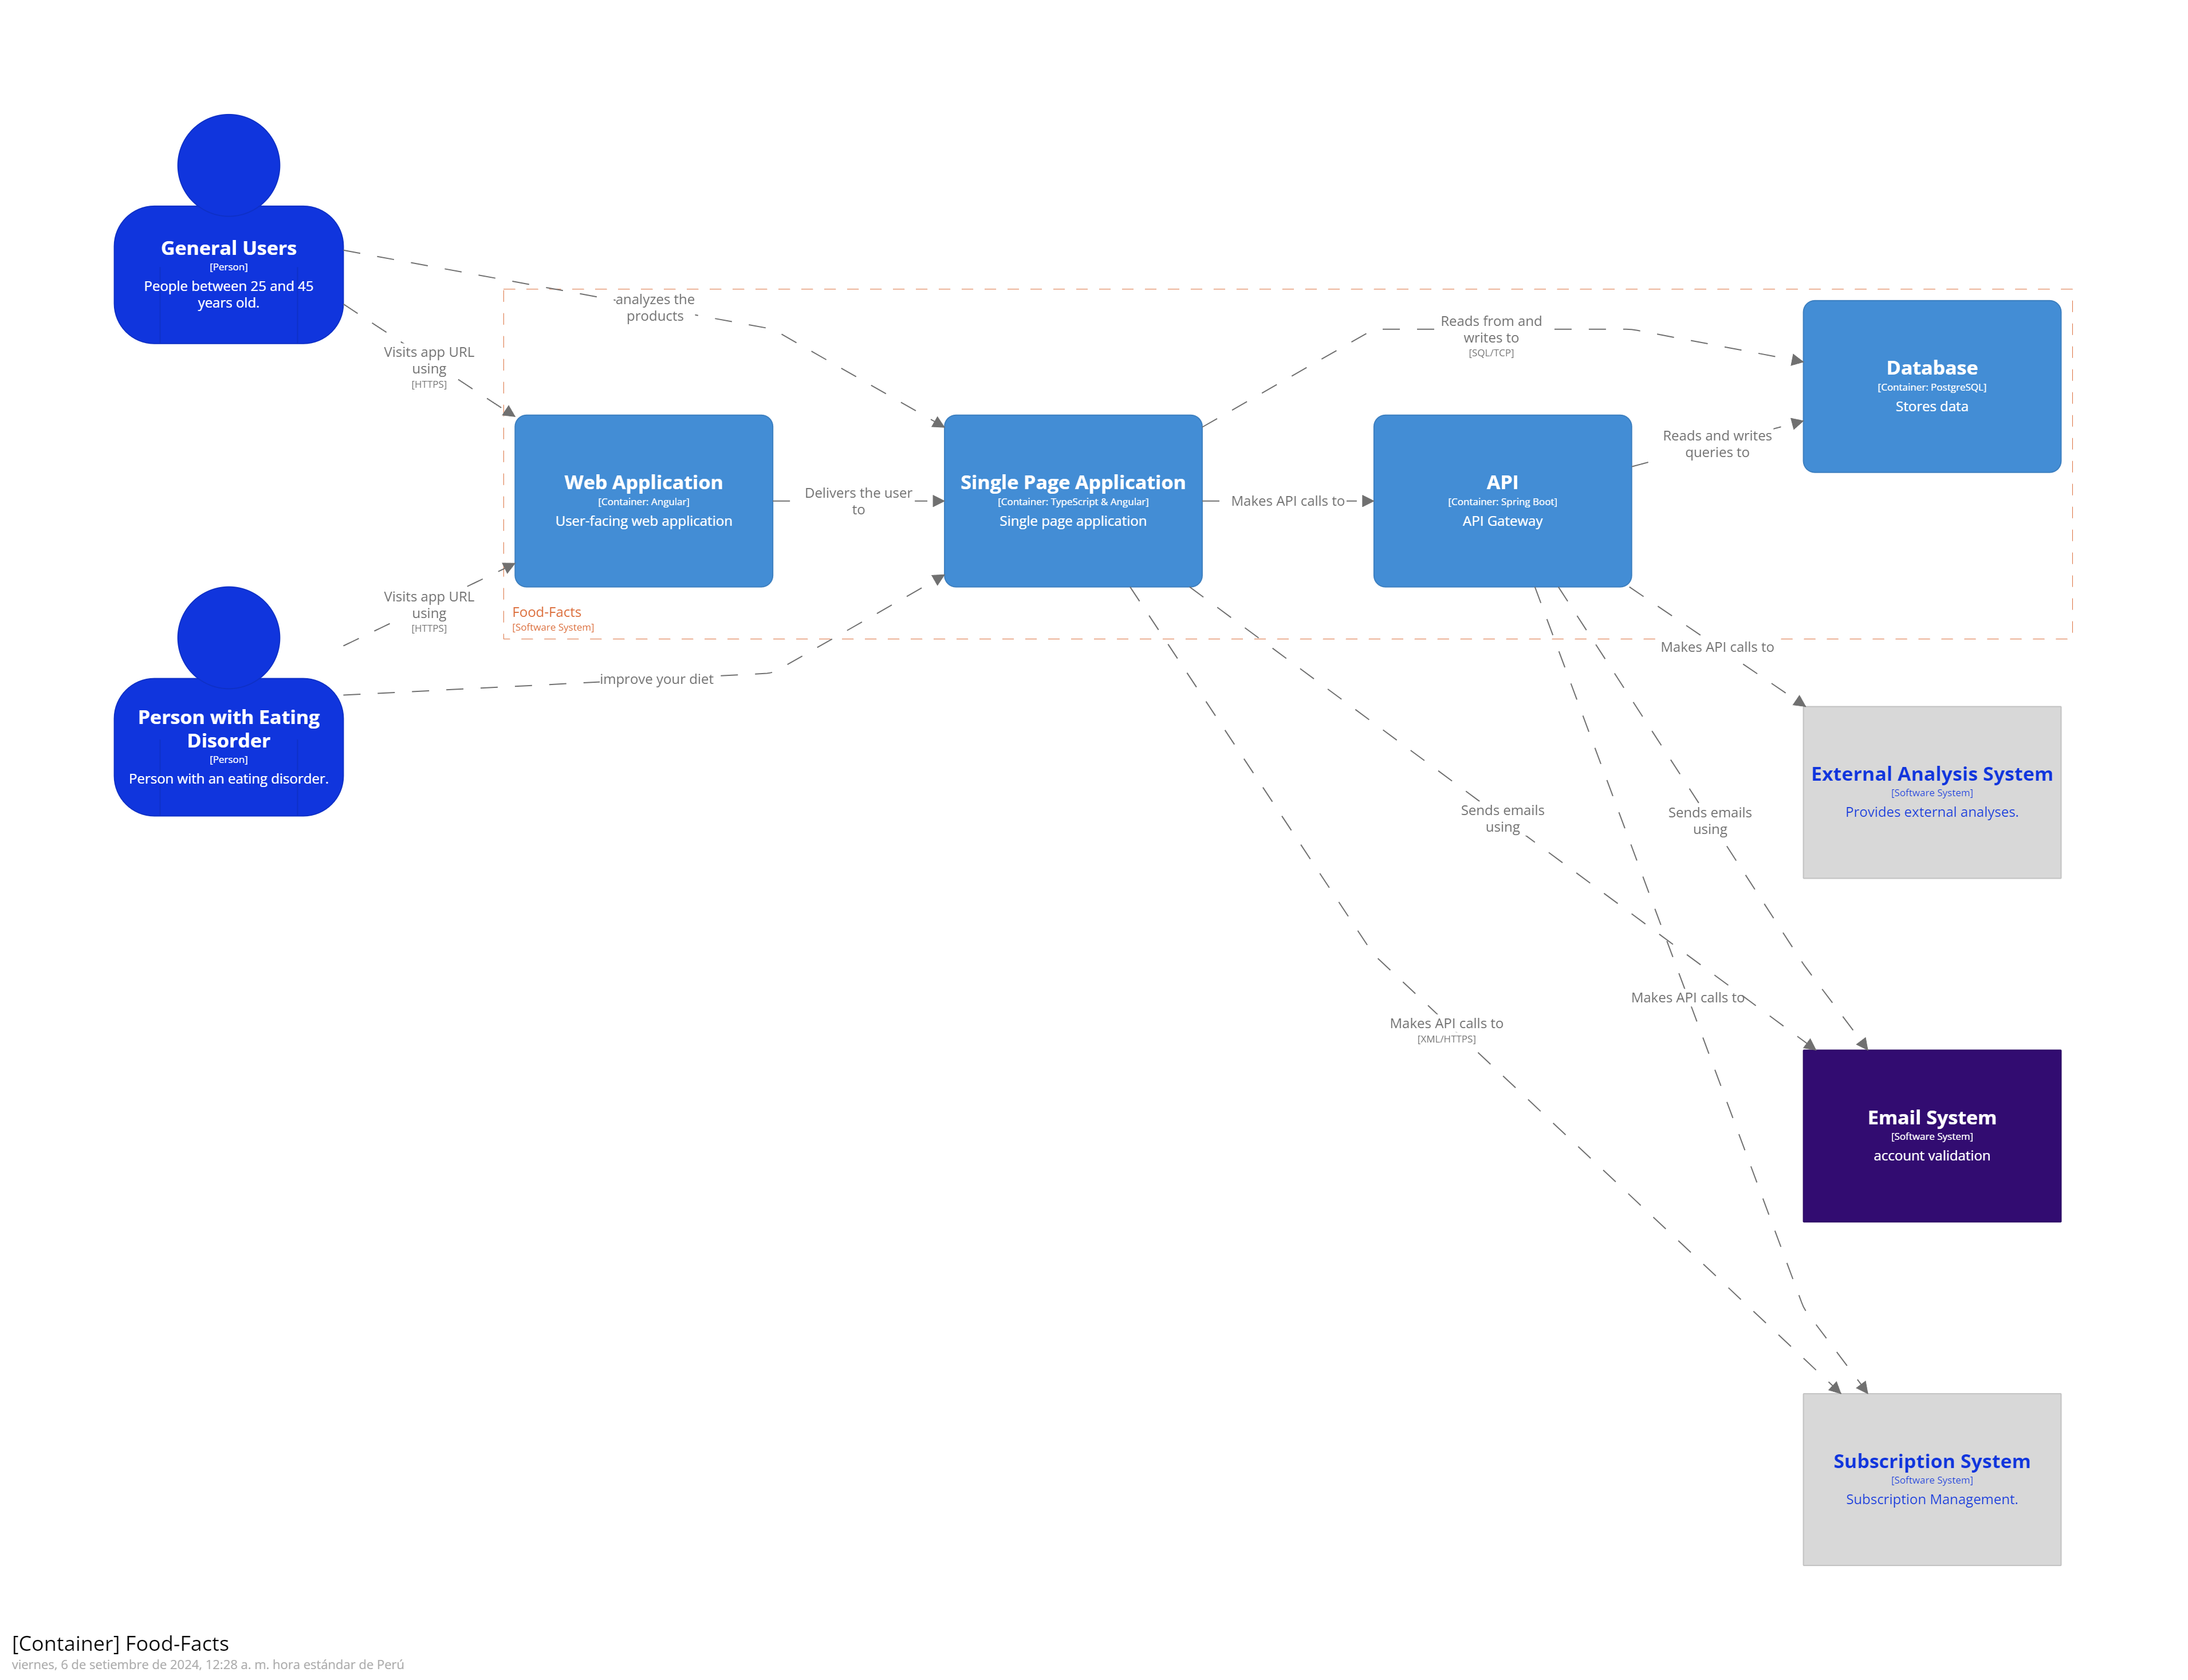 General Users
[Person]
People between 25 and 45
years old.
analyzes the
products
Visits app URL
using
[HTTPS]
Reads from and
writes to
[SQL/TCP]
Database
[Container: PostgreSQL]
Stores data
Web Application
[Container: Angular]
User-facing web application
Delivers the user
to
Single Page Application
[Container: TypeScript & Angular]
Single page application
Makes API calls to
API
[Container: Spring Boot]
API Gateway
Reads and writes
queries to
Visits app URL
using
[HTTPS]
Food-Facts
[Software System]
improve your diet
Makes API calls to
Person with Eating
Disorder
[Person]
Person with an eating disorder.
External Analysis System
[Software System]
Provides external analyses.
Sends emails
using
Sends emails
using
Makes API calls to
Makes API calls to
[XML/HTTPS]
Email System
[Software System]
account validation
Subscription System
[Software System]
Subscription Management.
[Container] Food-Facts
viernes, 6 de setiembre de 2024, 12:28 a. m. hora estándar de Perú